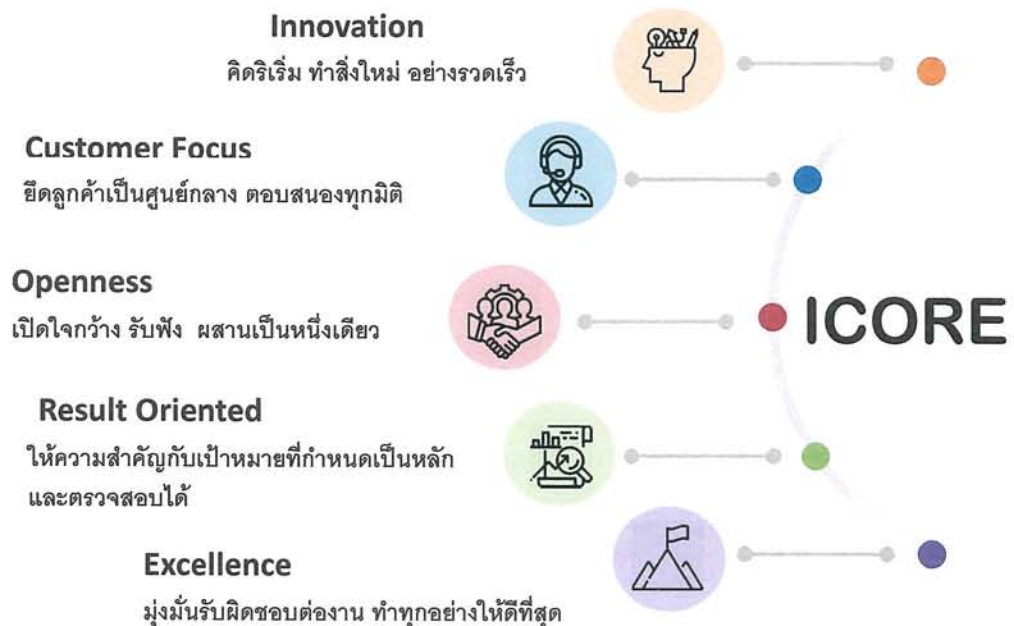 Innovation
คิดริเริ่ม ทำสิ่งใหม่ อย่างรวดเร็ว
Customer Focus
ยึดลูกค้าเป็นศูนย์กลาง ตอบสนองทุกมิติ
Openness
เปิดใจกว้าง รับฟัง ผสานเป็นหนึ่งเดียว
ICORE
Result Oriented
ให้ความสำคัญกับเป้าหมายที่กำหนดเป็นหลัก
และตรวจสอบได้
Excellence
มุ่งมั่นรับผิดชอบต่องาน ทำทุกอย่างให้ดีที่สุด